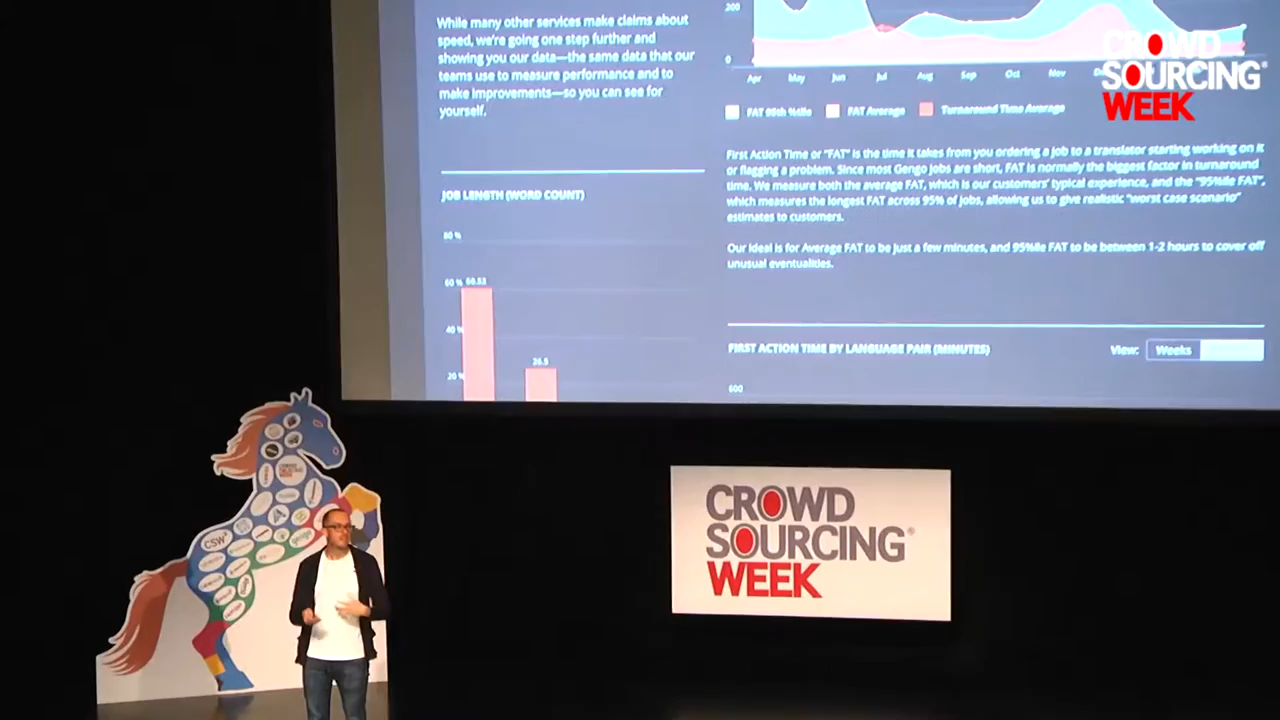 While many other services make claims about
speed, we're going one step further and
showing you our data—the same data that our
teams use to measure performance and to
make improvements—so you can see for
yourself.
JOB LENGTH (WORD COUNT)
80 %
60 % 58.53
40 %
26.5
20 %
200
0
Apr May Jun Jul Aug Sep Oct Nov
FAT 95th %ile FAT Average Turnaround Time Average
First Action Time or "FAT" is the time it takes from you ordering a job to a translator starting working on it
or flagging a problem. Since most Gengo jobs are short, FAT is normally the biggest factor in turnaround
time. We measure both the average FAT, which is our customers' typical experience, and the "95%ile FAT",
which measures the longest FAT across 95% of jobs, allowing us to give realistic "worst case scenario"
estimates to customers.
Our ideal is for Average FAT to be just a few minutes, and 95%ile FAT to be between 1-2 hours to cover off
unusual eventualities.
FIRST ACTION TIME BY LANGUAGE PAIR (MINUTES)
View: Weeks
600
CROWD
SOURCING®
WEEK
CSW
gengo
CROWD
SOURCING®
WEEK